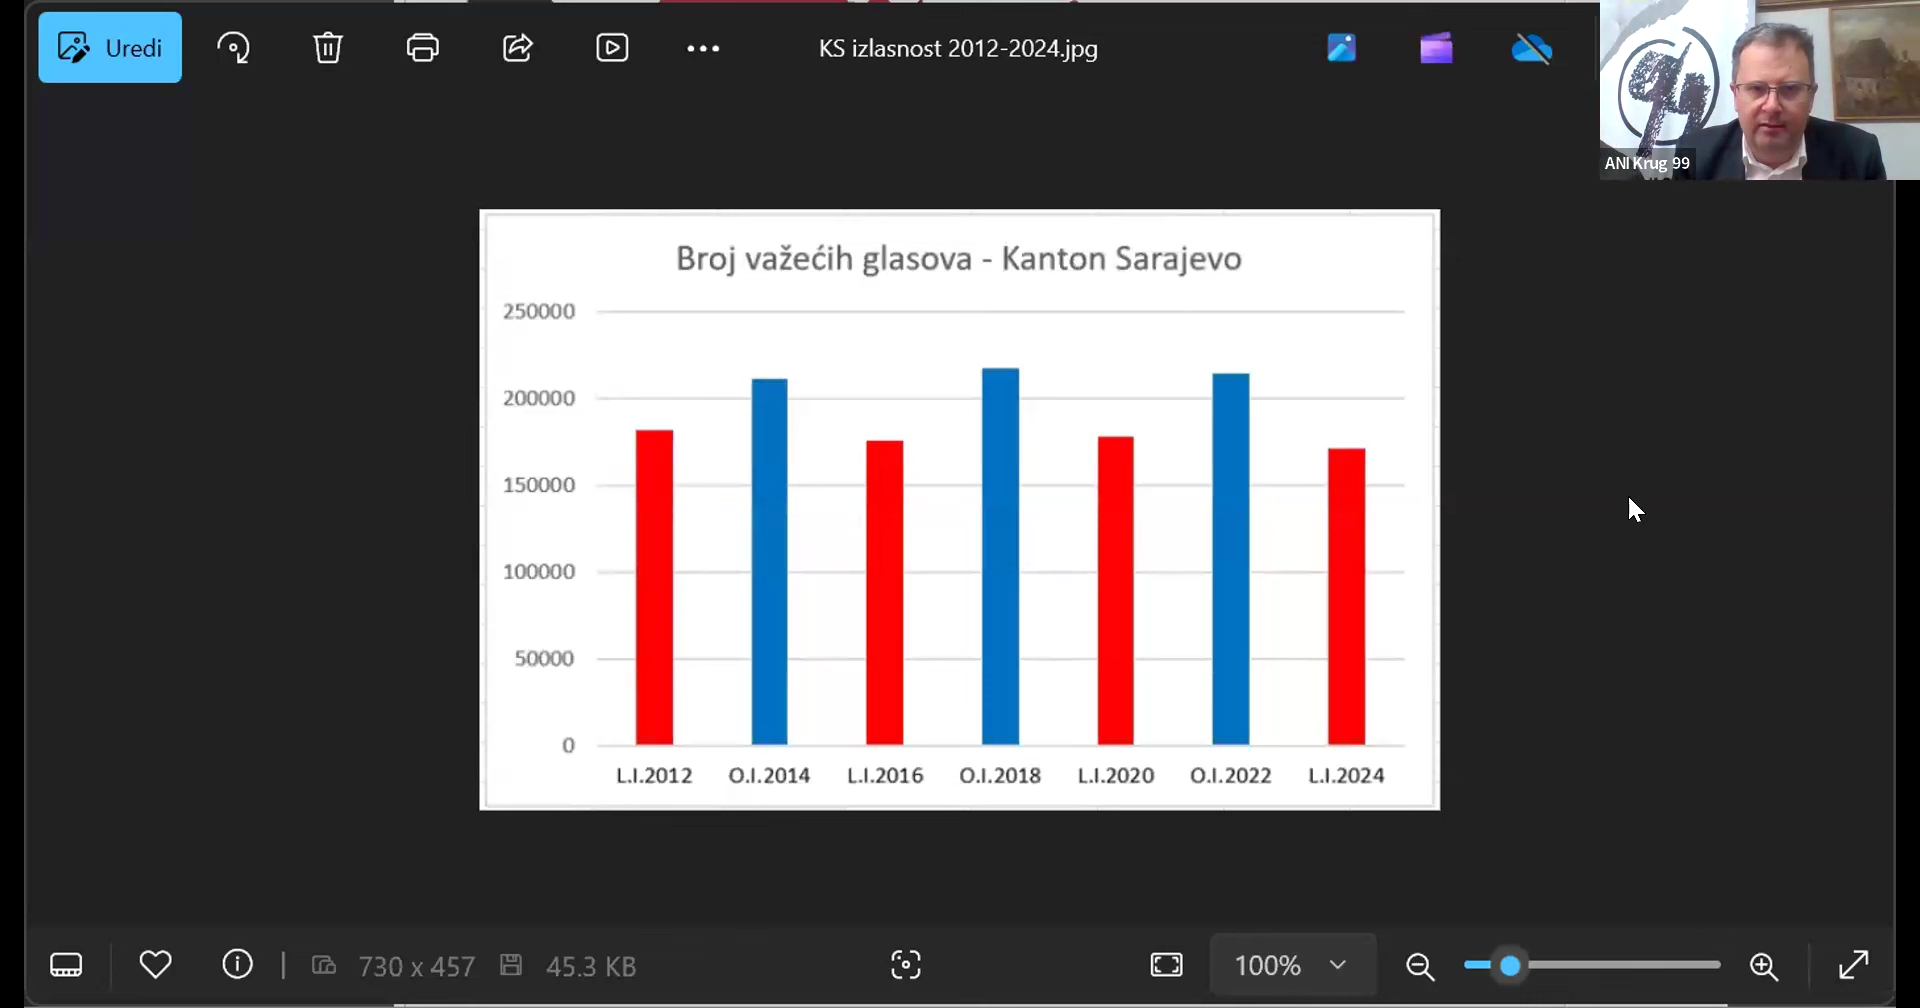 Uredi
KS izlasnost 2012-2024.jpg
99
ANI Krug 99
Broj važećih glasova - Kanton Sarajevo
250000
200000
150000
100000
50000
0
L.I.2012 O.I.2014 L.I.2016 O.I.2018 L.I.2020 O.I.2022 L.I.2024
730 x 457 45.3 KB 100%